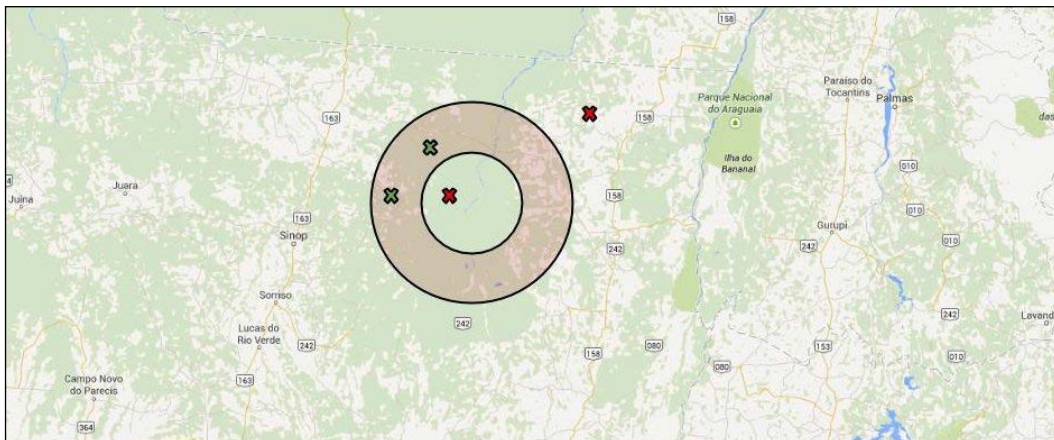 158
Paraíso do
Tocantins
Palmas
Parque Nacional
do Araguaia
das
163
158
Ilha do
Bananal
4
010
Juara
Juina
158
010
163
Sinop
Gurupi
242
242
010
Sorriso
242
Lavand
Lucas do
Río Verde
242
242
080
153
158
010
163
080
Campo Novo
do Parecis
364